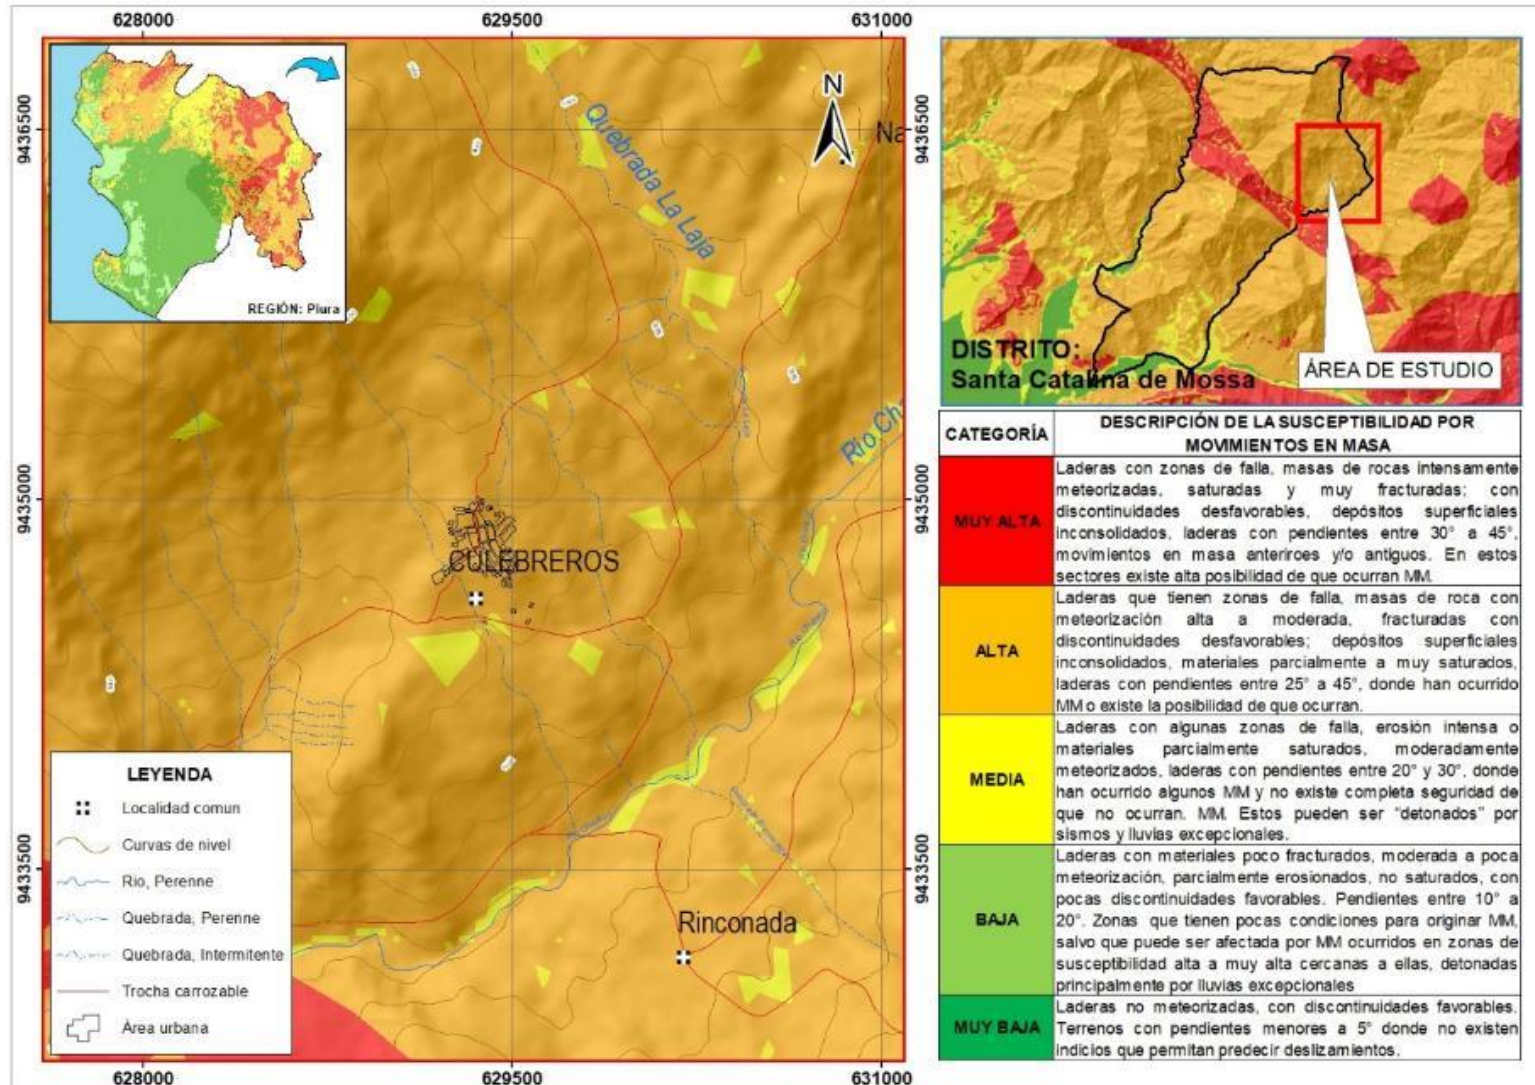 628000
629500
631000
9436500
9435000
9433500
9436500
9435000
9433500
628000
629500
631000
REGIÓN: Piura
N
Na
Quebrada La Laja
Río Ch
CULEBREROS
Rinconada
LEYENDA
Localidad comun
Curvas de nivel
Rio, Perenne
Quebrada, Perenne
Quebrada, Intermitente
Trocha carrozable
Área urbana
DISTRITO:
Santa Catalina de Mossa
ÁREA DE ESTUDIO
CATEGORÍA
DESCRIPCIÓN DE LA SUSCEPTIBILIDAD POR
MOVIMIENTOS EN MASA
MUY ALTA
Laderas con zonas de falla, masas de rocas intensamente
meteorizadas, saturadas y muy fracturadas; con
discontinuidades desfavorables, depósitos superficiales
inconsolidados, laderas con pendientes entre 30° a 45°,
movimientos en masa anteriroes y/o antiguos. En estos
sectores existe alta posibilidad de que ocurran MM.
ALTA
Laderas que tienen zonas de falla, masas de roca con
meteorización alta a moderada, fracturadas con
discontinuidades desfavorables; depósitos superficiales
inconsolidados, materiales parcialmente a muy saturados,
laderas con pendientes entre 25° a 45°, donde han ocurrido
MM o existe la posibilidad de que ocurran.
MEDIA
Laderas con algunas zonas de falla, erosión intensa o
materiales parcialmente saturados, moderadamente
meteorizados, laderas con pendientes entre 20° y 30°, donde
han ocurrido algunos MM y no existe completa seguridad de
que no ocurran. MM. Estos pueden ser "detonados" por
sismos y lluvias excepcionales.
BAJA
Laderas con materiales poco fracturados, moderada a poca
meteorización, parcialmente erosionados, no saturados, con
pocas discontinuidades favorables. Pendientes entre 10° a
20°. Zonas que tienen pocas condiciones para originar MM,
salvo que puede ser afectada por MM ocurridos en zonas de
susceptibilidad alta a muy alta cercanas a ellas, detonadas
principalmente por lluvias excepcionales
MUY BAJA
Laderas no meteorizadas, con discontinuidades favorables.
Terrenos con pendientes menores a 5° donde no existen
indicios que permitan predecir deslizamientos.